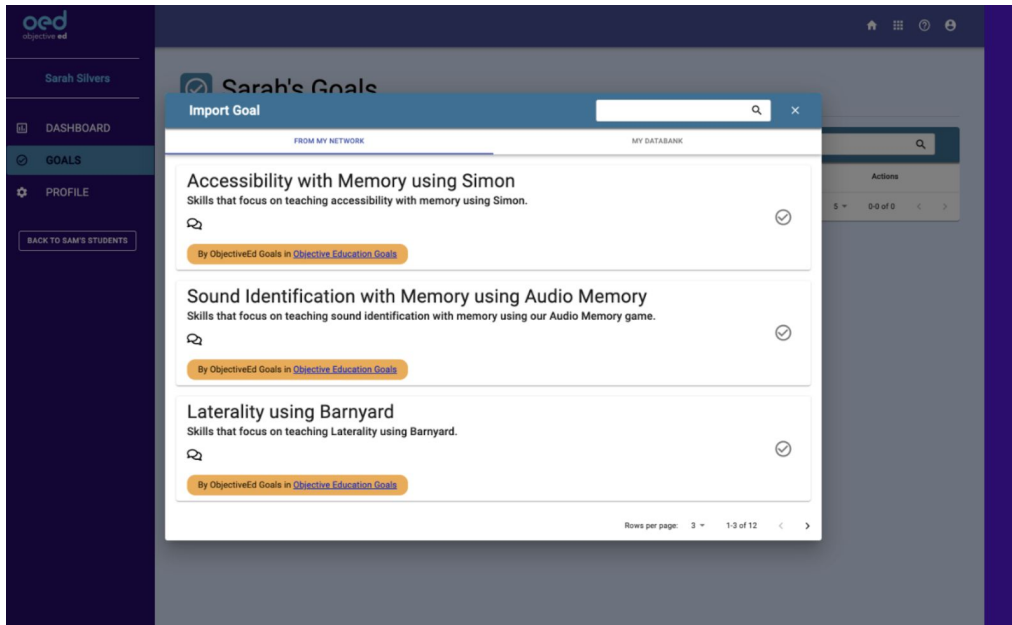 oed
objective ed
Sarah Silvers
DASHBOARD
GOALS
PROFILE
BACK TO SAM'S STUDENTS
Sarah's Goals
Import Goal
FROM MY NETWORK
MY DATABANK
Accessibility with Memory using Simon
Skills that focus on teaching accessibility with memory using Simon.
By ObjectiveEd Goals in Objective Education Goals
Sound Identification with Memory using Audio Memory
Skills that focus on teaching sound identification with memory using our Audio Memory game.
By ObjectiveEd Goals in Objective Education Goals
Laterality using Barnyard
Skills that focus on teaching Laterality using Barnyard.
By ObjectiveEd Goals in Objective Education Goals
Rows per page: 3 1-3 of 12
Actions
5 0-0 of 0